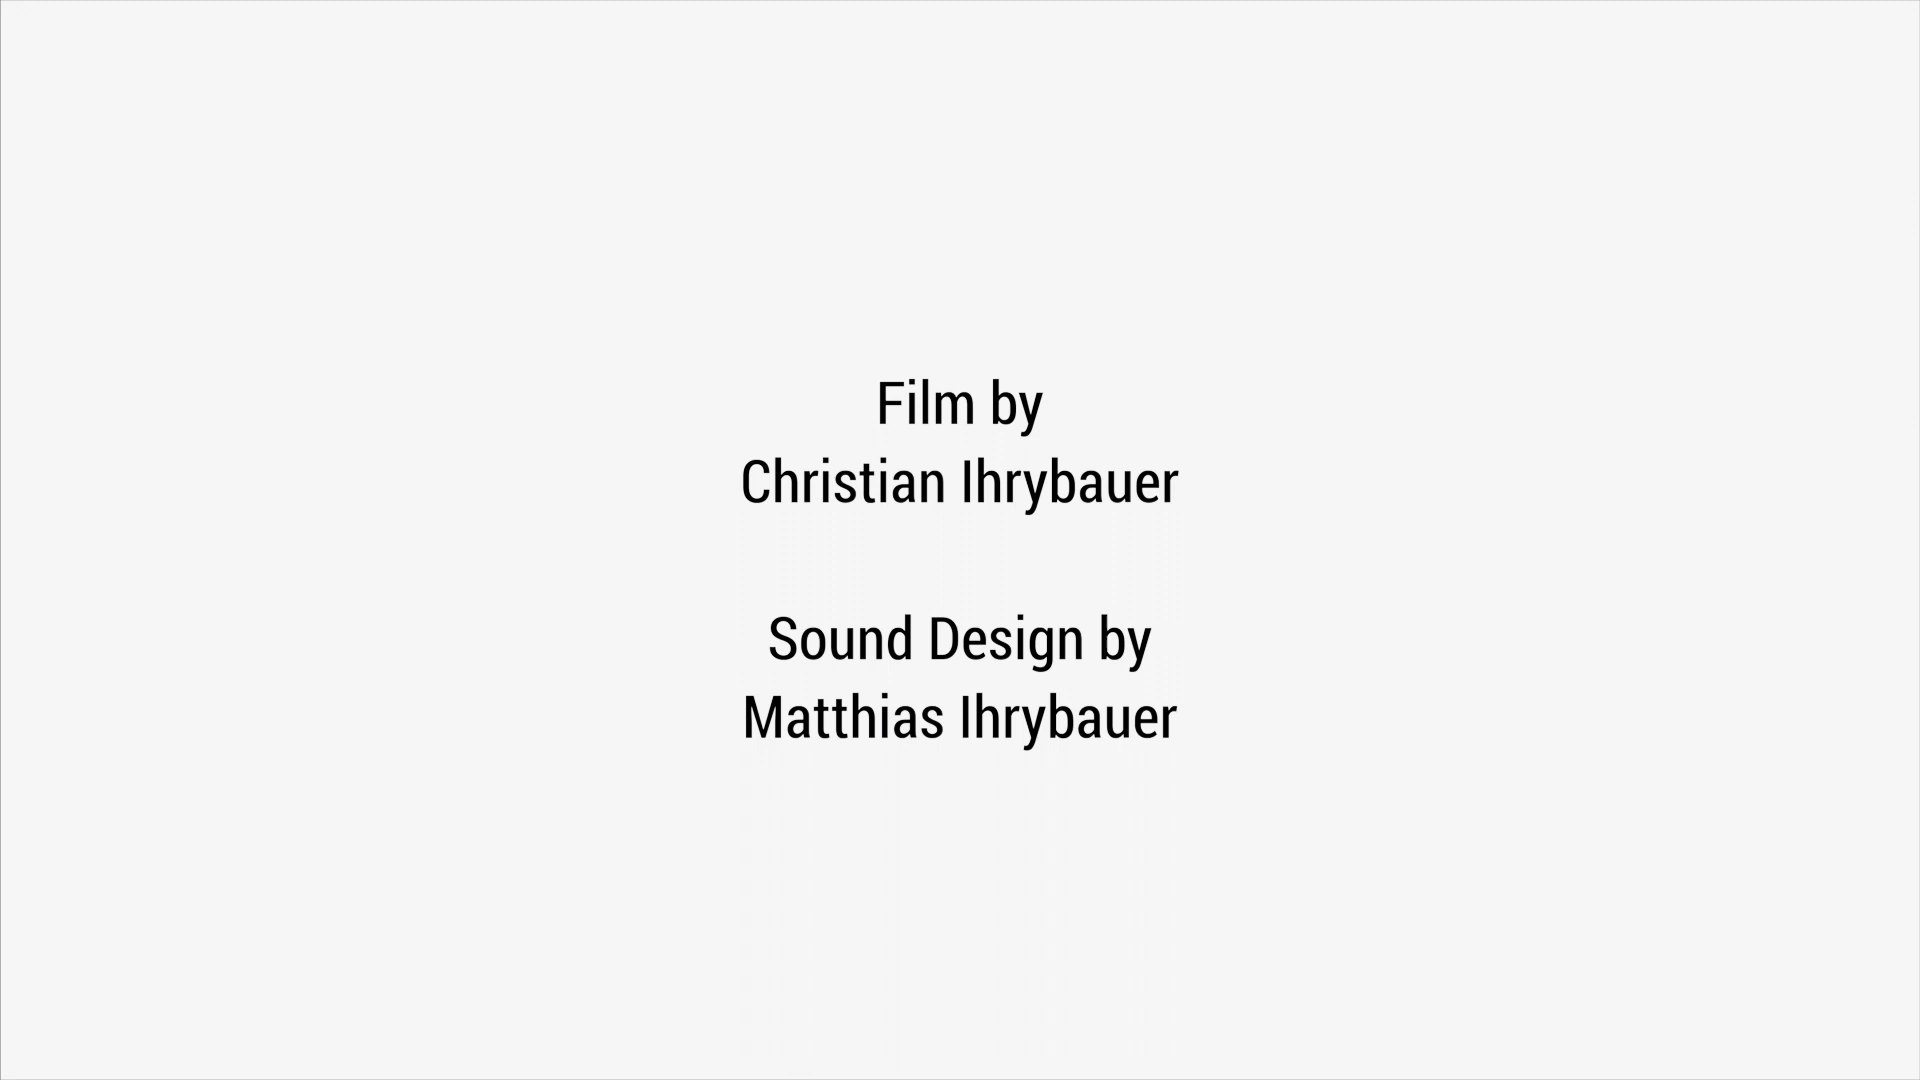 Film by
Christian Ihrybauer
Sound Design by
Matthias Ihrybauer